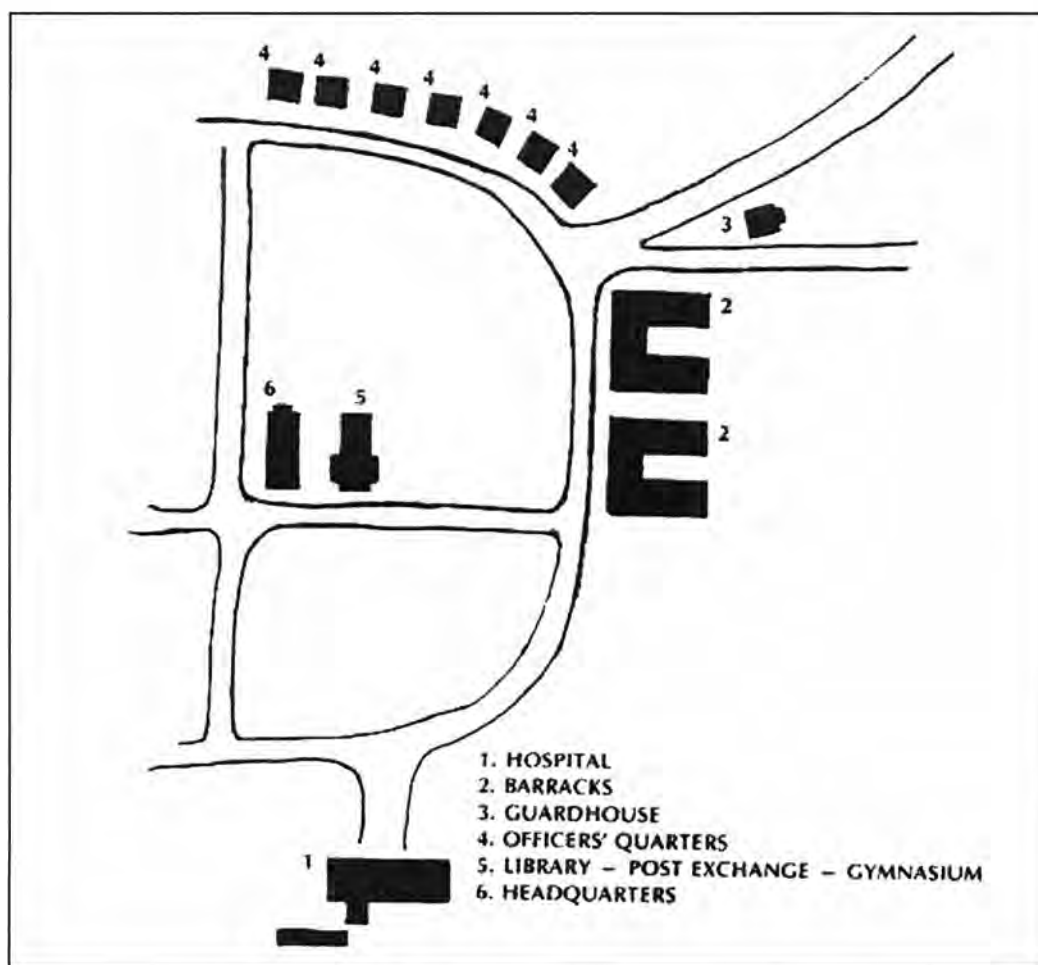 4 4 4 4 4 4 4
3
2
6 5
2
1. HOSPITAL
2. BARRACKS
3. GUARDHOUSE
4. OFFICERS' QUARTERS
5. LIBRARY – POST EXCHANGE – GYMNASIUM
6. HEADQUARTERS
1